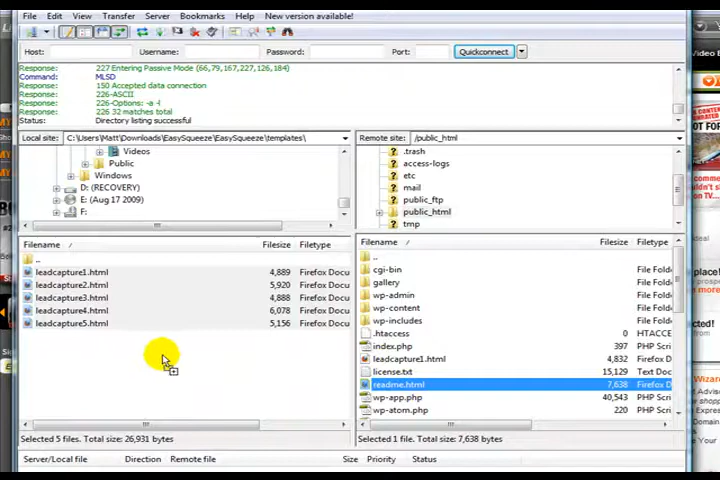 File Edit View Transfer Server Bookmarks Help New version available!
Host: Username: Password: Port: Quickconnect
Response: 227 Entering Passive Mode (66,79,167,227,126,184)
Command: MLSD
Response: 150 Accepted data connection
Response: 226-ASCII
Response: 226-Options: -a -l
Response: 226 32 matches total
Status: Directory listing successful
Local site: C:\Users\Matt\Downloads\EasySqueeze\EasySqueeze\templates\
Remote site: /public_html
Videos
Public
Windows
D: (RECOVERY)
E: (Aug 17 2009)
F:
.trash
access-logs
etc
mail
public_ftp
public_html
tmp
Filename / Filesize Filetype
..
leadcapture1.html 4,889 Firefox Docu
leadcapture2.html 5,920 Firefox Docu
leadcapture3.html 4,888 Firefox Docu
leadcapture4.html 6,078 Firefox Docu
leadcapture5.html 5,156 Firefox Docu
Selected 5 files. Total size: 26,931 bytes
Filename / Filesize Filetype
..
cgi-bin File Folde
gallery File Folde
wp-admin File Folde
wp-content File Folde
wp-includes File Folde
.htaccess 0 HTACCE
index.php 397 PHP Scri
leadcapture1.html 4,832 Firefox D
license.txt 15,129 Text Doc
readme.html 7,638 Firefox D
wp-app.php 40,543 PHP Scri
wp-atom.php 220 PHP Scri
Selected 1 file. Total size: 7,638 bytes
Server/Local file Direction Remote file Size Priority Status